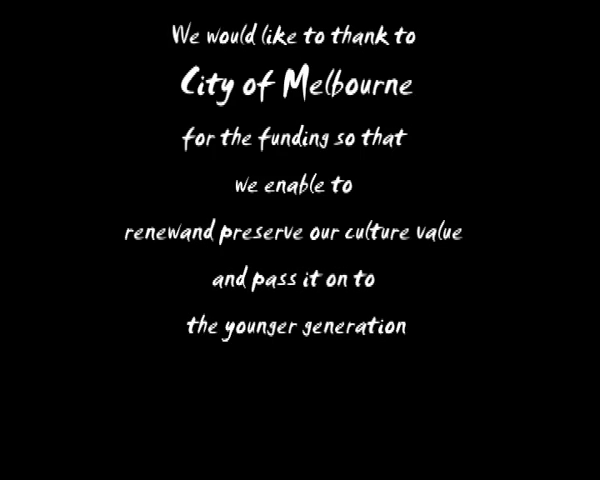 We would like to thank to
City of Melbourne
for the funding so that
we enable to
renewand preserve our culture value
and pass it on to
the younger generation